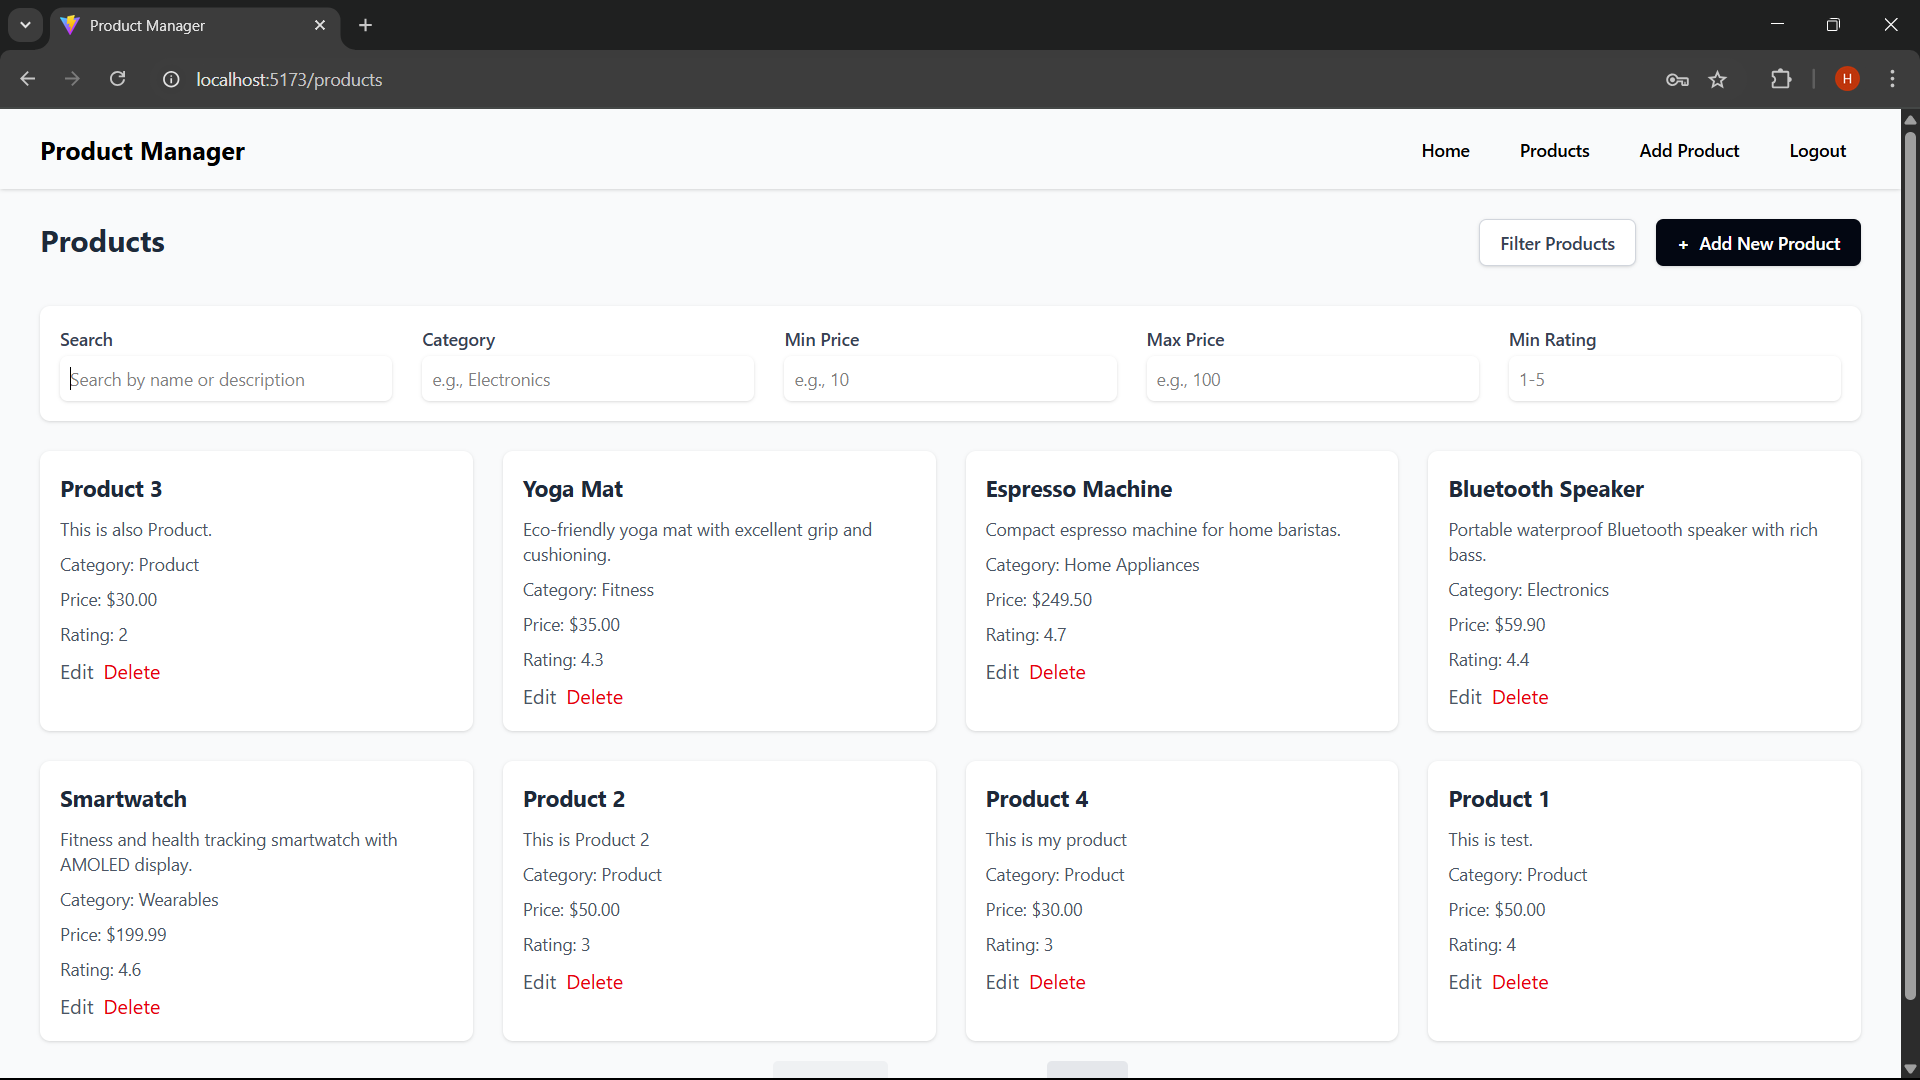 Product Manager
localhost:5173/products
H
Product Manager
Home
Products
Add Product
Logout
Products
Filter Products
+ Add New Product
Search
Category
Min Price
Max Price
Min Rating
Search by name or description
e.g., Electronics
e.g., 10
e.g., 100
1-5
Product 3
This is also Product.
Category: Product
Price: $30.00
Rating: 2
Edit Delete
Yoga Mat
Eco-friendly yoga mat with excellent grip and
cushioning.
Category: Fitness
Price: $35.00
Rating: 4.3
Edit Delete
Espresso Machine
Compact espresso machine for home baristas.
Category: Home Appliances
Price: $249.50
Rating: 4.7
Edit Delete
Bluetooth Speaker
Portable waterproof Bluetooth speaker with rich
bass.
Category: Electronics
Price: $59.90
Rating: 4.4
Edit Delete
Smartwatch
Fitness and health tracking smartwatch with
AMOLED display.
Category: Wearables
Price: $199.99
Rating: 4.6
Edit Delete
Product 2
This is Product 2
Category: Product
Price: $50.00
Rating: 3
Edit Delete
Product 4
This is my product
Category: Product
Price: $30.00
Rating: 3
Edit Delete
Product 1
This is test.
Category: Product
Price: $50.00
Rating: 4
Edit Delete